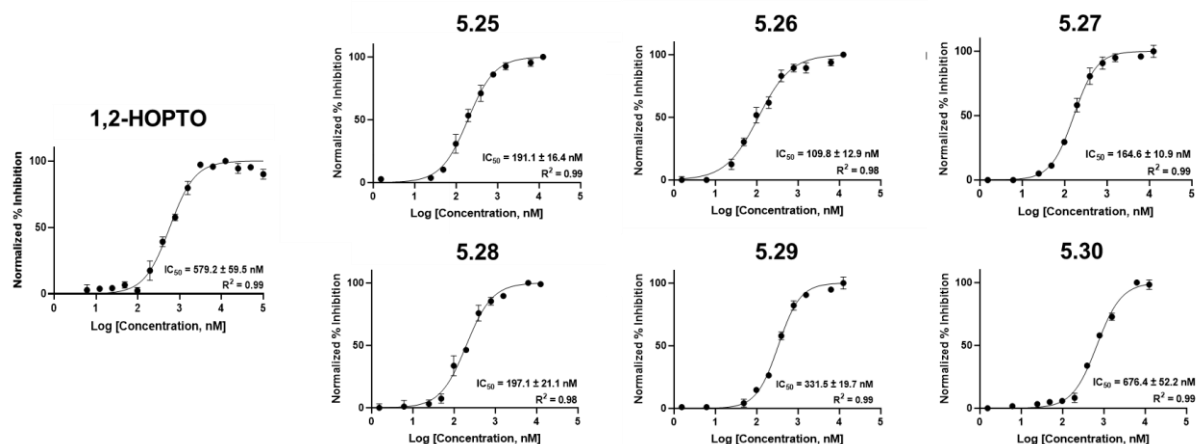 1,2-HOPTO
Normalized % Inhibition
100
50
0
IC50 = 579.2 ± 59.5 nM
R2 = 0.99
0 1 2 3 4 5
Log [Concentration, nM]
5.25
Normalized % Inhibition
100
50
0
IC50 = 191.1 ± 16.4 nM
R2 = 0.99
0 1 2 3 4 5
Log [Concentration, nM]
5.26
Normalized % Inhibition
100
50
0
IC50 = 109.8 ± 12.9 nM
R2 = 0.98
0 1 2 3 4 5
Log [Concentration, nM]
5.27
Normalized % Inhibition
100
50
0
IC50 = 164.6 ± 10.9 nM
R2 = 0.99
0 1 2 3 4 5
Log [Concentration, nM]
5.28
Normalized % Inhibition
100
50
0
IC50 = 197.1 ± 21.1 nM
R2 = 0.98
0 1 2 3 4 5
Log [Concentration, nM]
5.29
Normalized % Inhibition
100
50
0
IC50 = 331.5 ± 19.7 nM
R2 = 0.99
0 1 2 3 4 5
Log [Concentration, nM]
5.30
Normalized % Inhibition
100
50
0
IC50 = 676.4 ± 52.2 nM
R2 = 0.99
0 1 2 3 4 5
Log [Concentration, nM]